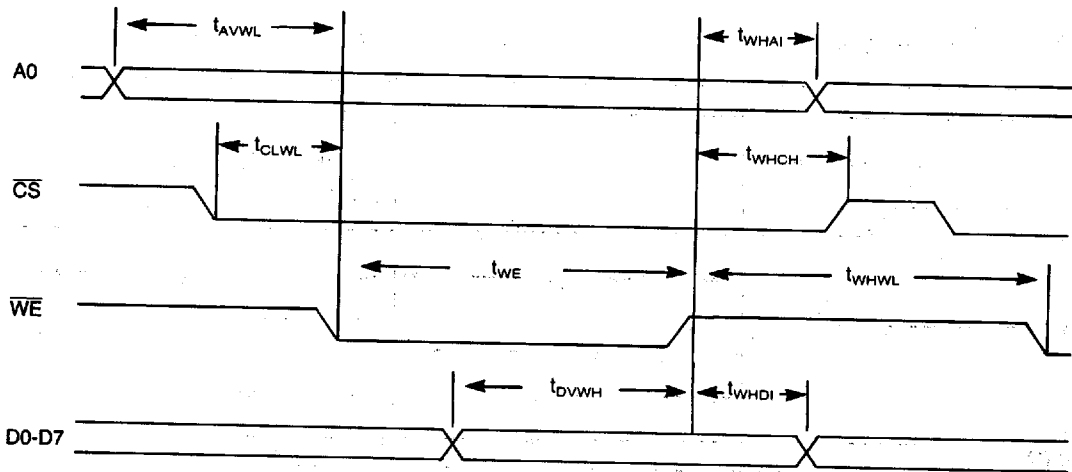 tAVWL
tWHAI
A0
tCLWL
tWHCH
CS
tWE
tWHWL
WE
tDVWH
tWHDI
D0-D7